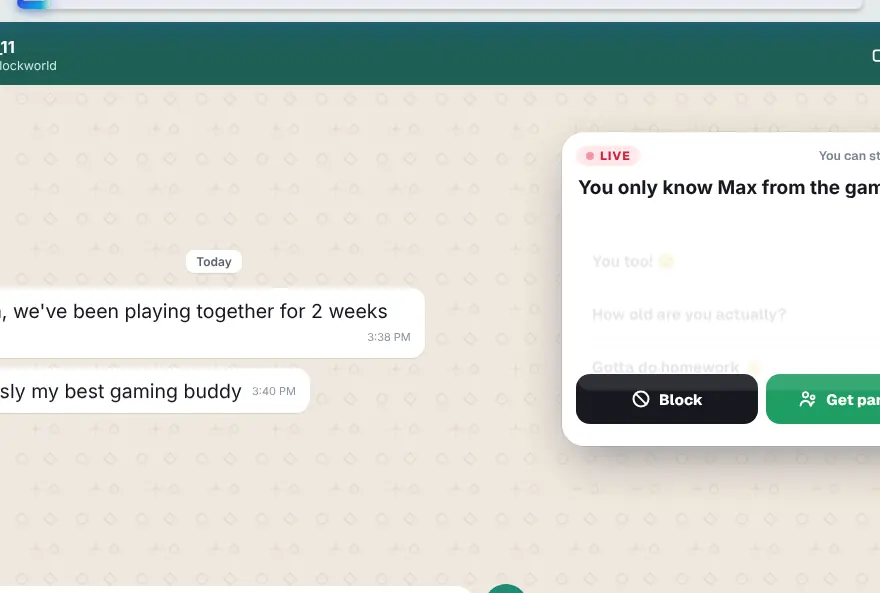 _11
lockworld
LIVE
You can st
You only know Max from the gam
You too!
Today
, we've been playing together for 2 weeks
How old are you actually?
3:38 PM
Gotta do homework
sly my best gaming buddy 3:40 PM
Block
Get par